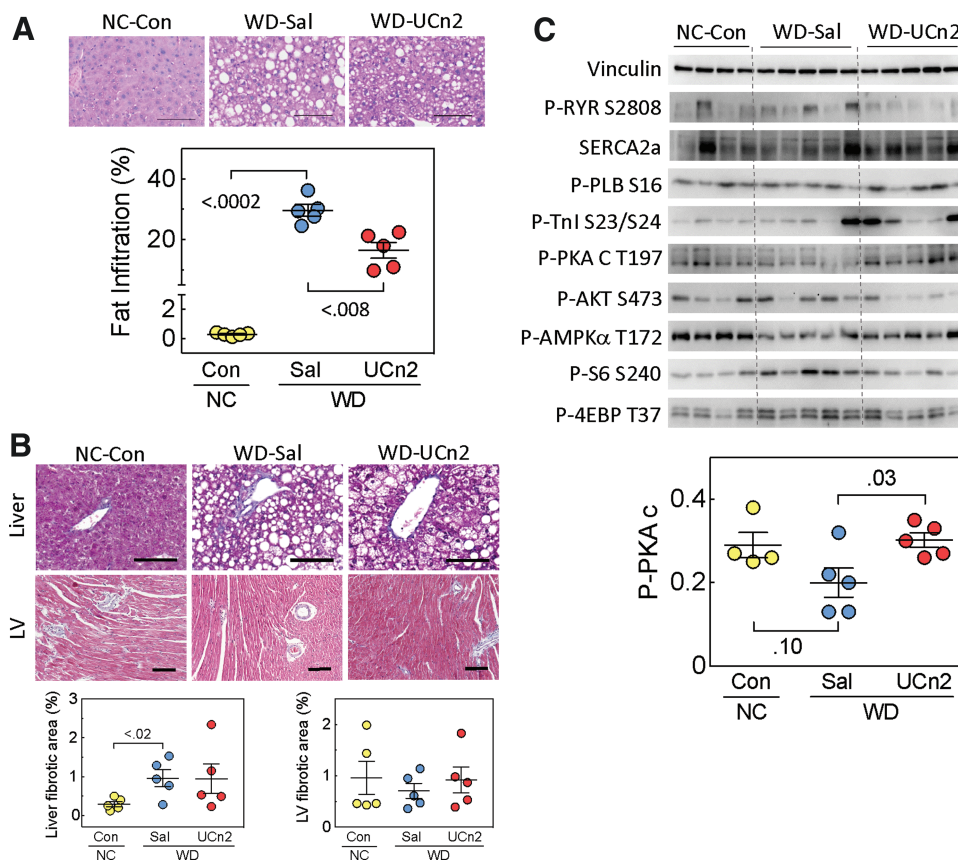 A
NC-Con WD-Sal WD-UCn2
Fat Infitration (%)
40
20
2
0
<.0002
<.008
Con Sal UCn2
NC WD
B
NC-Con WD-Sal WD-UCn2
Liver
LV
Liver fibrotic area (%)
3
2
1
0
<.02
Con Sal UCn2
NC WD
LV fibrotic area (%)
2
1
0
Con Sal UCn2
NC WD
C
NC-Con WD-Sal WD-UCn2
Vinculin
P-RYR S2808
SERCA2a
P-PLB S16
P-TnI S23/S24
P-PKA C T197
P-AKT S473
P-AMPKα T172
P-S6 S240
P-4EBP T37
P-PKA c
0.4
0.2
0
.03
.10
Con Sal UCn2
NC WD